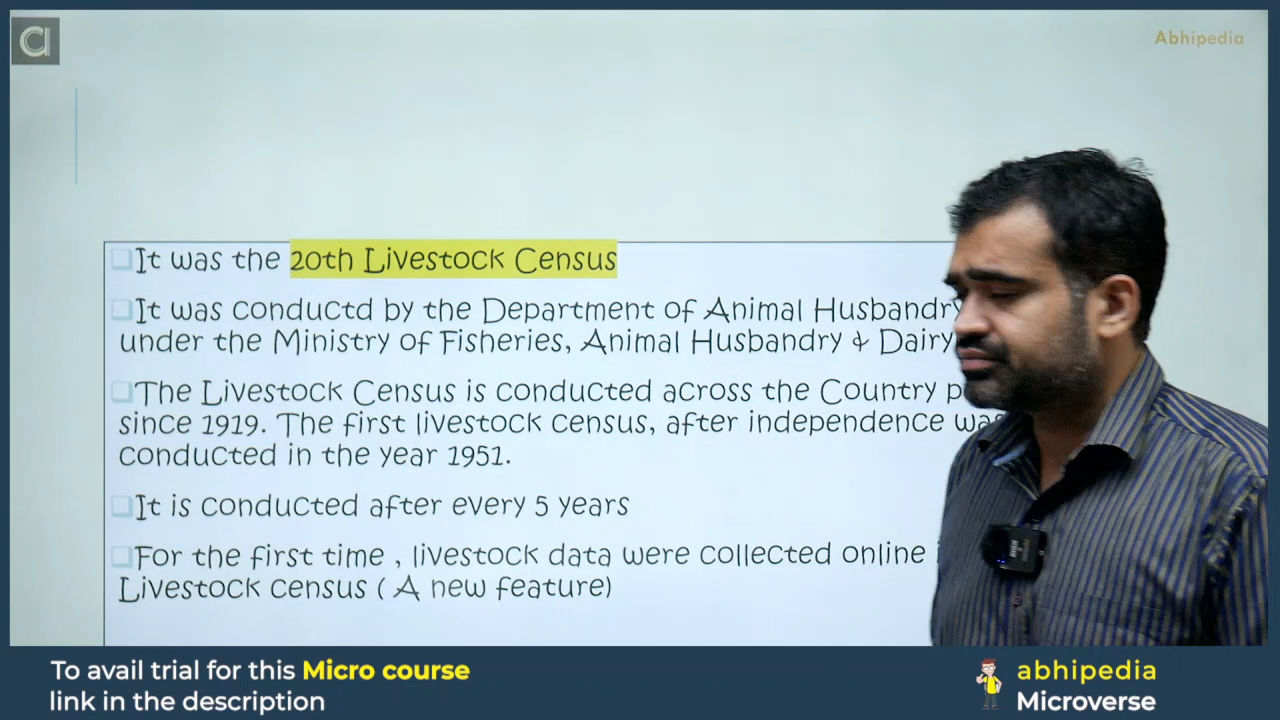 Abhipedia
It was the 20th Livestock Census
It was conductd by the Department of Animal Husbandry
under the Ministry of Fisheries, Animal Husbandry & Dairy
The Livestock Census is conducted across the Country
since 1919. The first livestock census, after independence was
conducted in the year 1951.
It is conducted after every 5 years
For the first time , livestock data were collected online
Livestock census ( A new feature)
To avail trial for this Micro course
link in the description
abhipedia
Microverse